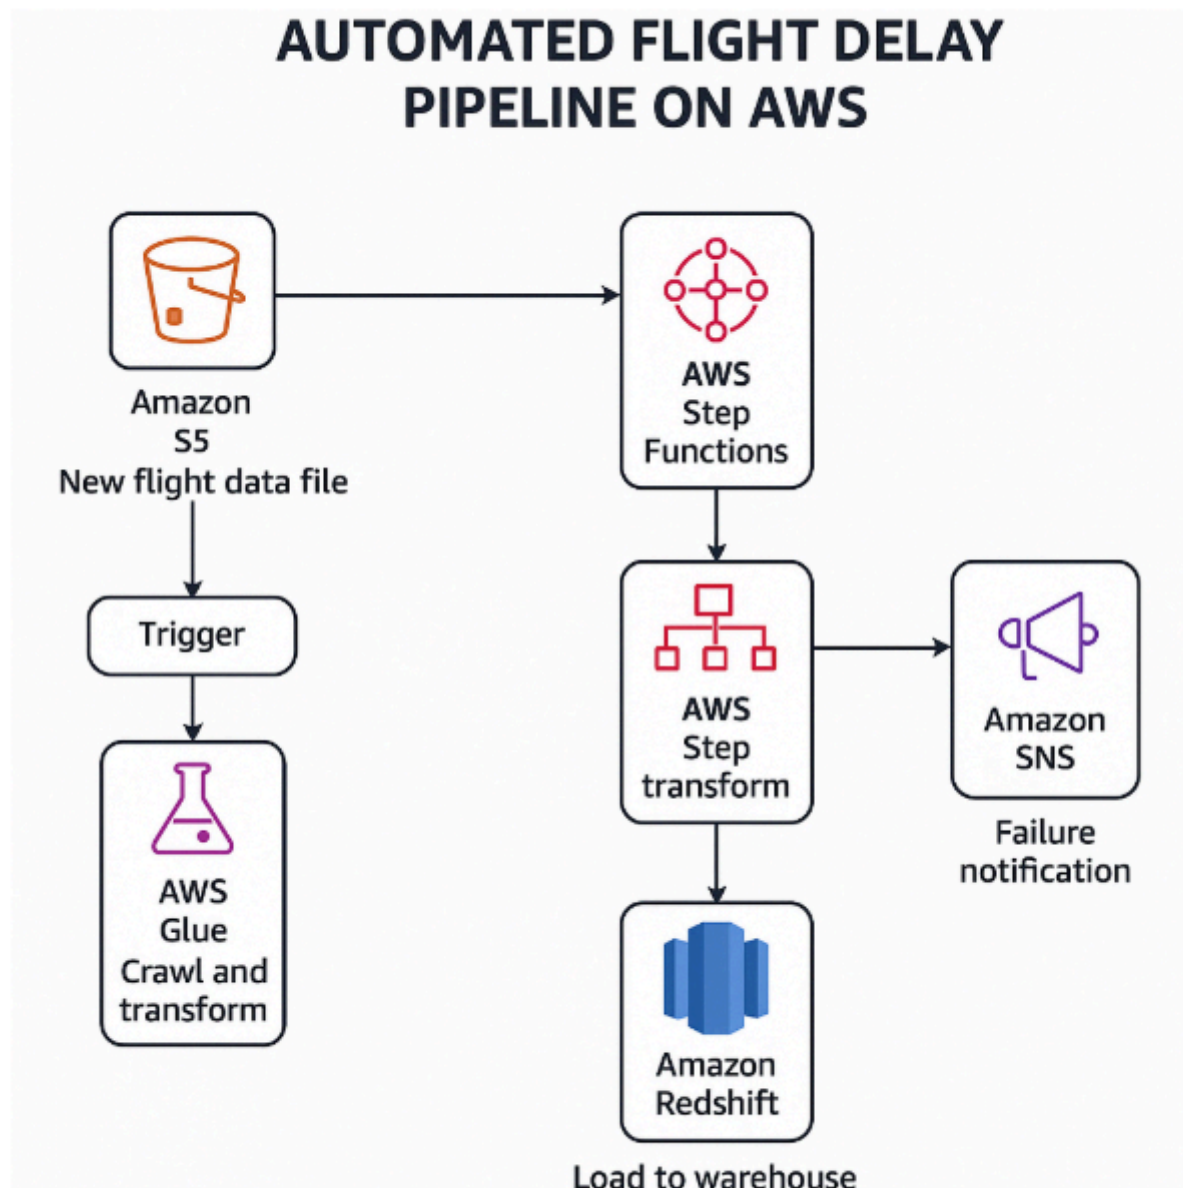 AUTOMATED FLIGHT DELAY
PIPELINE ON AWS
Amazon
S5
New flight data file
Trigger
AWS
Glue
Crawl and
transform
AWS
Step
Functions
AWS
Step
transform
Amazon
SNS
Failure
notification
Amazon
Redshift
Load to warehouse